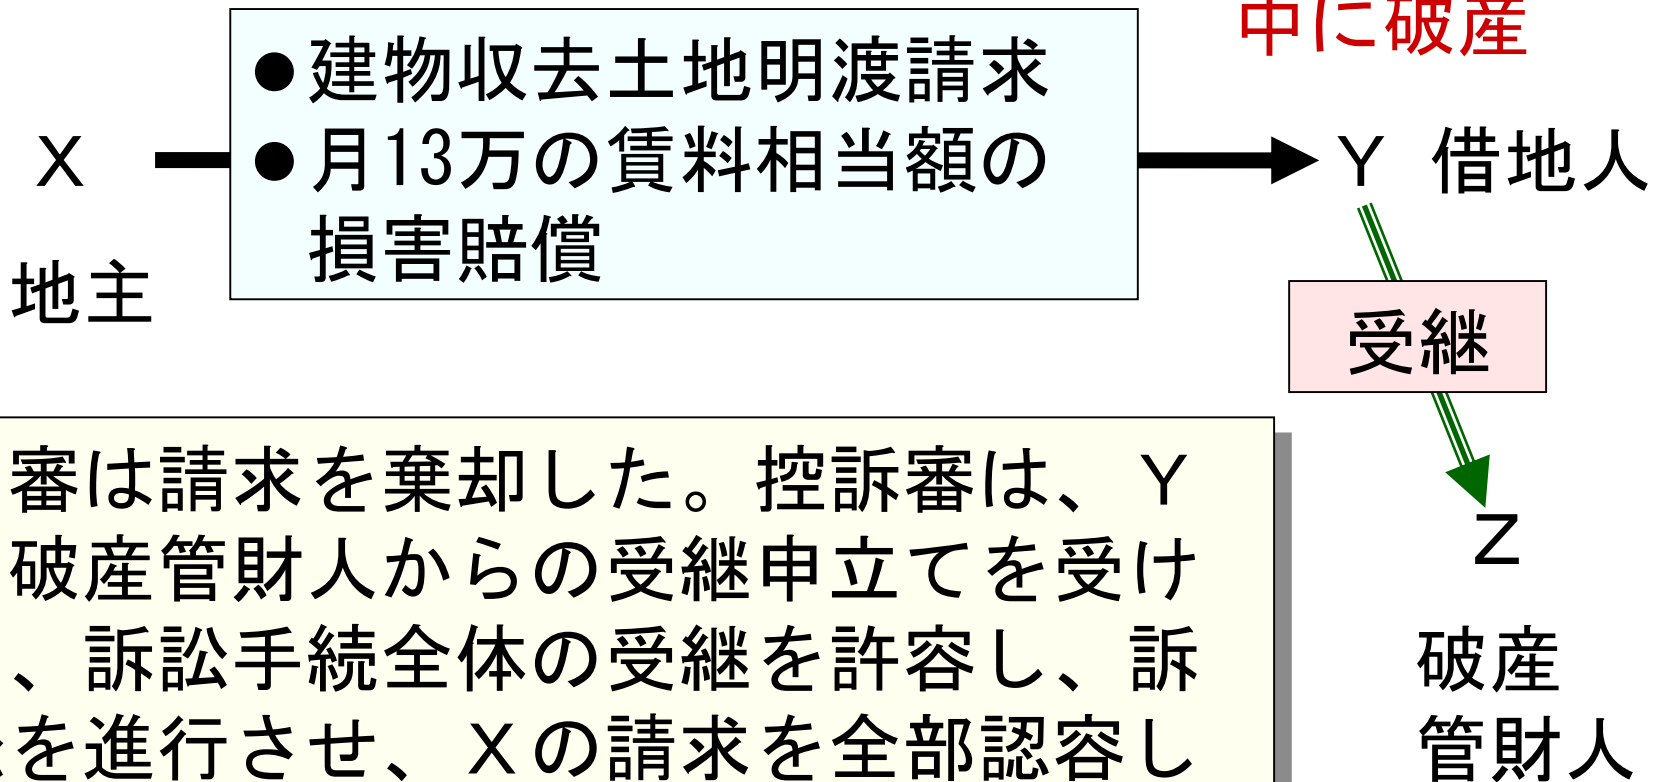 中に破産
●建物収去土地明渡請求
●月13万の賃料相当額の
損害賠償
X
地主
Y 借地人
受継
Z
破産
管財人
審は請求を棄却した。控訴審は、Y
破産管財人からの受継申立てを受け
、訴訟手続全体の受継を許容し、訴
を進行させ、Xの請求を全部認容し